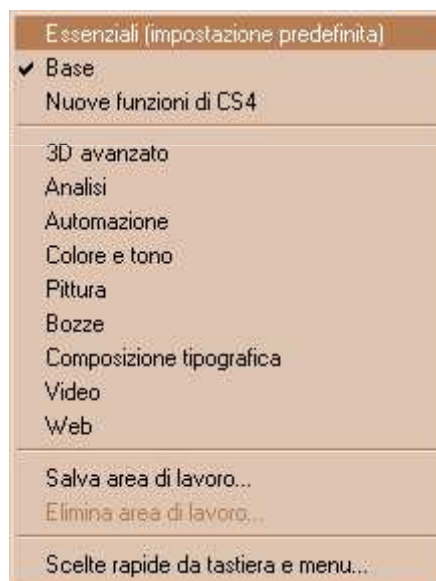 Essenziali (impostazione predefinita)
Base
Nuove funzioni di CS4
3D avanzato
Analisi
Automazione
Colore e tono
Pittura
Bozze
Composizione tipografica
Video
Web
Salva area di lavoro...
Elimina area di lavoro...
Scelte rapide da tastiera e menu...